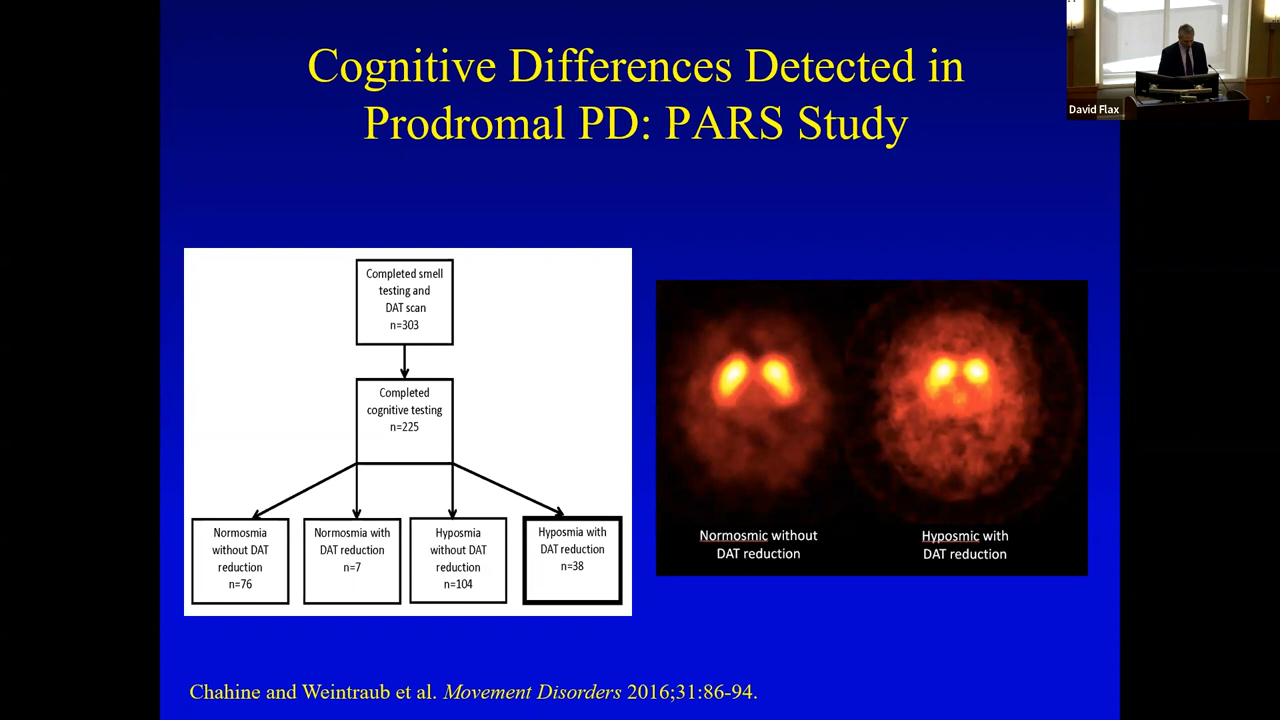 Cognitive Differences Detected in
Prodromal PD: PARS Study
David Flax
Completed smell
testing and
DAT scan
n=303
Completed
cognitive testing
n=225
Normosmia
without DAT
reduction
n=76
Normosmia with
DAT reduction
n=7
Hyposmia
without DAT
reduction
n=104
Hyposmia with
DAT reduction
n=38
Normosmic without
DAT reduction
Hyposmic with
DAT reduction
Chahine and Weintraub et al. Movement Disorders 2016;31:86-94.